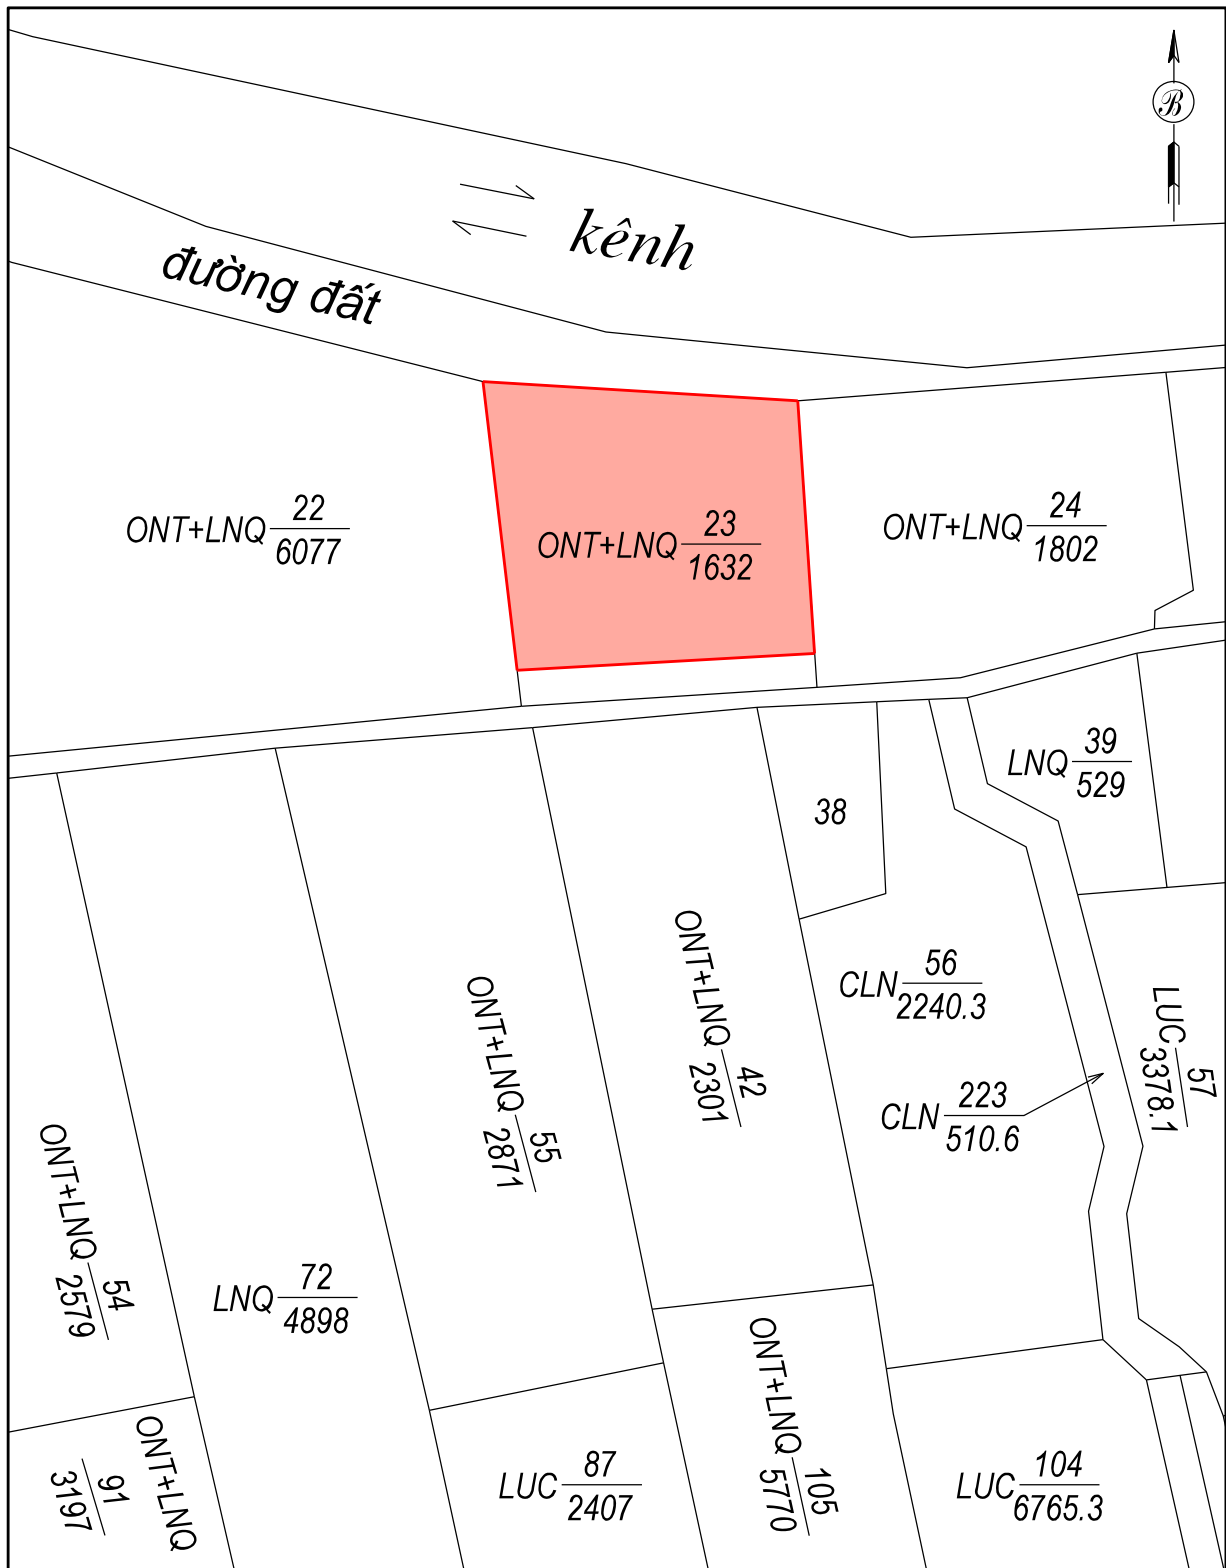 B
kênh
đường đất
ONT+LNQ 22
6077
ONT+LNQ 23
1632
ONT+LNQ 24
1802
LNQ 39
529
38
ONT+LNQ 42
2301
CLN 56
2240.3
ONT+LNQ 55
2871
LUC 57
3378.1
CLN 223
510.6
ONT+LNQ 54
2579
LNQ 72
4898
ONT+LNQ 105
5770
ONT+LNQ 91
3197
LUC 87
2407
LUC 104
6765.3